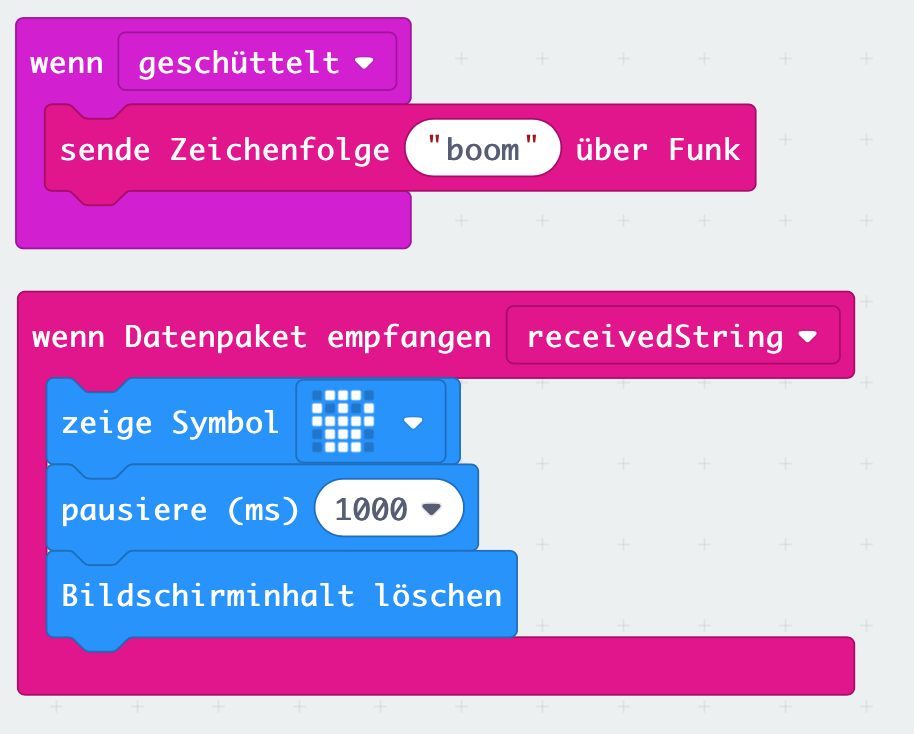 wenn geschüttelt
sende Zeichenfolge "boom" über Funk
wenn Datenpaket empfangen receivedString
zeige Symbol
pausiere (ms) 1000
Bildschirminhalt löschen